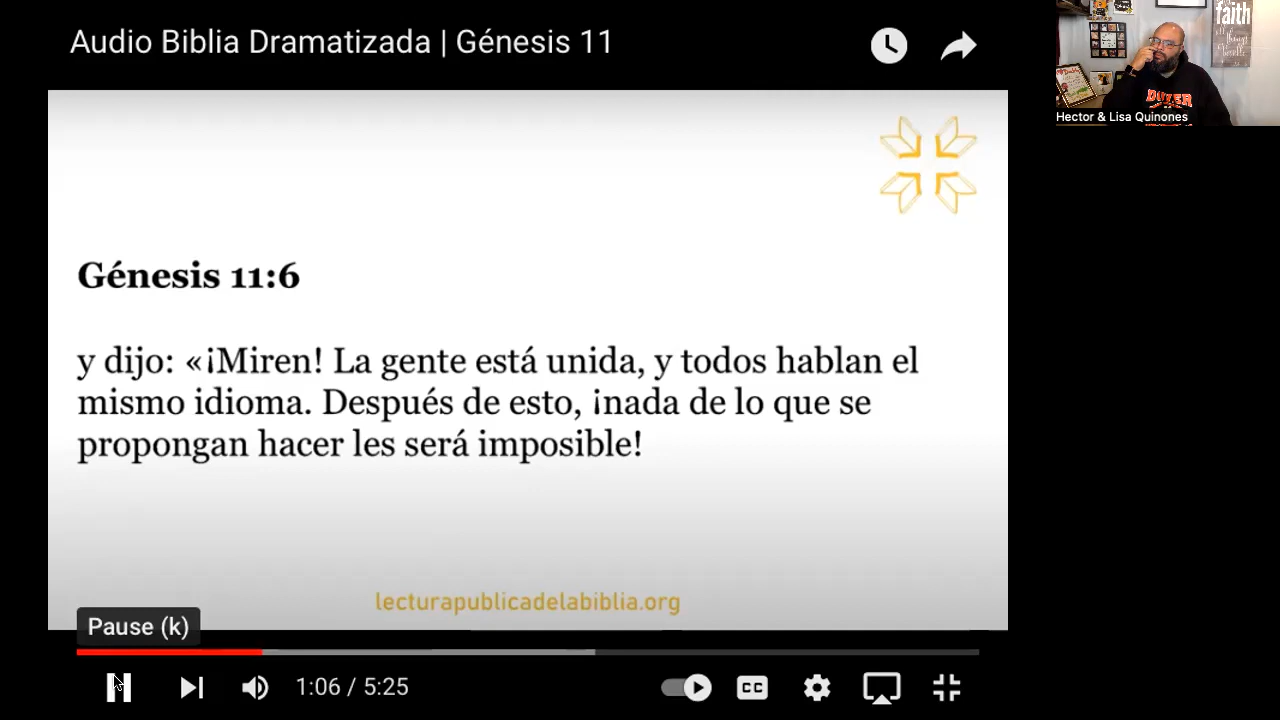 Audio Biblia Dramatizada | Génesis 11
faith
Hector & Lisa Quinones
Génesis 11:6
y dijo: «¡Miren! La gente está unida, y todos hablan el
mismo idioma. Después de esto, ¡nada de lo que se
propongan hacer les será imposible!
lecturapublicadelabiblia.org
Pause (k)
1:06 / 5:25
CC